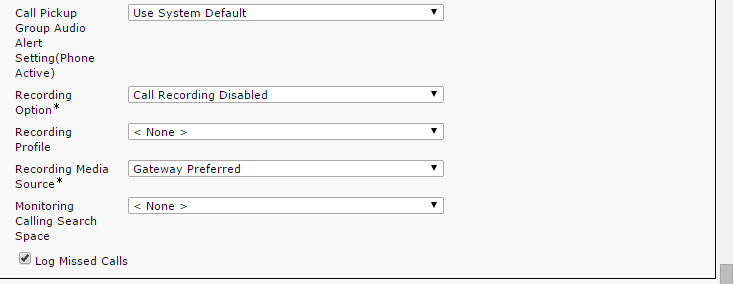 Call Pickup Use System Default
Group Audio
Alert
Setting(Phone
Active)
Recording Call Recording Disabled
Option*
Recording < None >
Profile
Recording Media Gateway Preferred
Source*
Monitoring < None >
Calling Search
Space
Log Missed Calls